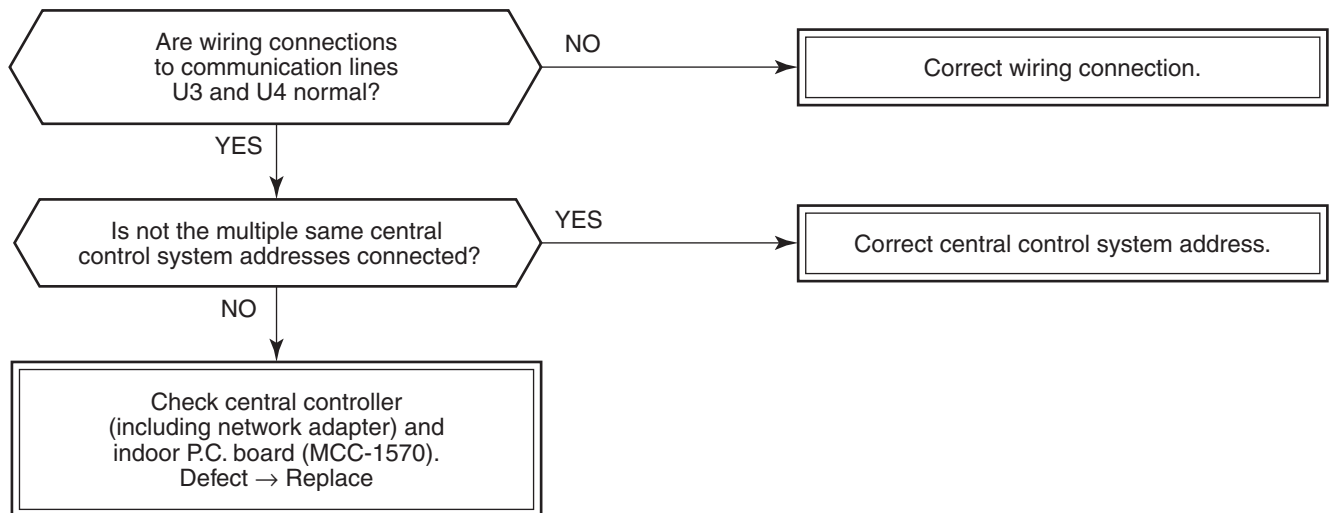 Are wiring connections
to communication lines
U3 and U4 normal?
NO
Correct wiring connection.
YES
Is not the multiple same central
control system addresses connected?
YES
Correct central control system address.
NO
Check central controller
(including network adapter) and
indoor P.C. board (MCC-1570).
Defect → Replace